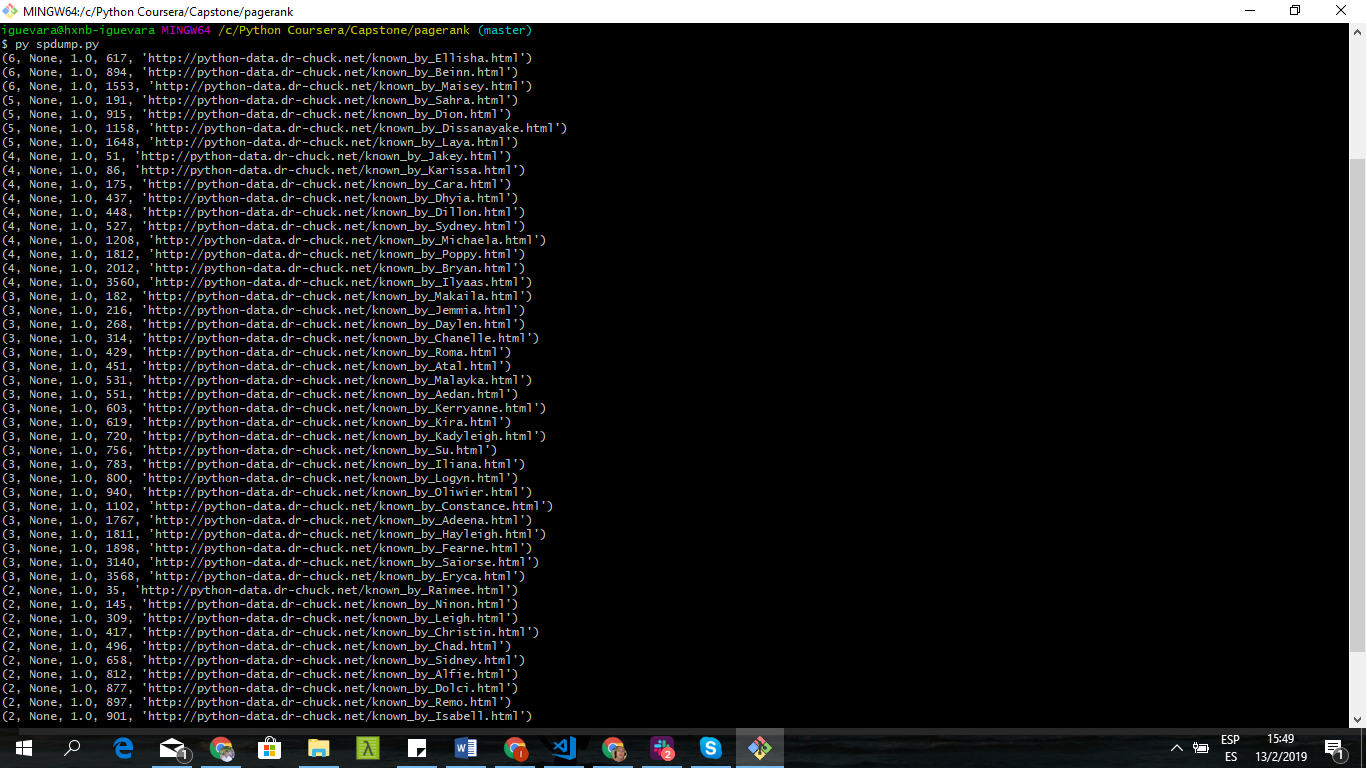 MINGW64:/c/Python Coursera/Capstone/pagerank
iguevara@hxnb-iguevara MINGW64 /c/Python Coursera/Capstone/pagerank (master)
$ py spdump.py
(6, None, 1.0, 617, 'http://python-data.dr-chuck.net/known_by_Ellisha.html')
(6, None, 1.0, 894, 'http://python-data.dr-chuck.net/known_by_Beinn.html')
(6, None, 1.0, 1553, 'http://python-data.dr-chuck.net/known_by_Maisey.html')
(5, None, 1.0, 191, 'http://python-data.dr-chuck.net/known_by_Sahra.html')
(5, None, 1.0, 915, 'http://python-data.dr-chuck.net/known_by_Dion.html')
(5, None, 1.0, 1158, 'http://python-data.dr-chuck.net/known_by_Dissanayake.html')
(5, None, 1.0, 1648, 'http://python-data.dr-chuck.net/known_by_Laya.html')
(4, None, 1.0, 51, 'http://python-data.dr-chuck.net/known_by_Jakey.html')
(4, None, 1.0, 86, 'http://python-data.dr-chuck.net/known_by_Karissa.html')
(4, None, 1.0, 175, 'http://python-data.dr-chuck.net/known_by_Cara.html')
(4, None, 1.0, 437, 'http://python-data.dr-chuck.net/known_by_Dhyia.html')
(4, None, 1.0, 448, 'http://python-data.dr-chuck.net/known_by_Dillon.html')
(4, None, 1.0, 527, 'http://python-data.dr-chuck.net/known_by_Sydney.html')
(4, None, 1.0, 1208, 'http://python-data.dr-chuck.net/known_by_Michaela.html')
(4, None, 1.0, 1812, 'http://python-data.dr-chuck.net/known_by_Poppy.html')
(4, None, 1.0, 2012, 'http://python-data.dr-chuck.net/known_by_Bryan.html')
(4, None, 1.0, 3560, 'http://python-data.dr-chuck.net/known_by_Ilyaas.html')
(3, None, 1.0, 182, 'http://python-data.dr-chuck.net/known_by_Makaila.html')
(3, None, 1.0, 216, 'http://python-data.dr-chuck.net/known_by_Jemmia.html')
(3, None, 1.0, 268, 'http://python-data.dr-chuck.net/known_by_Daylen.html')
(3, None, 1.0, 314, 'http://python-data.dr-chuck.net/known_by_Chanelle.html')
(3, None, 1.0, 429, 'http://python-data.dr-chuck.net/known_by_Roma.html')
(3, None, 1.0, 451, 'http://python-data.dr-chuck.net/known_by_Atal.html')
(3, None, 1.0, 531, 'http://python-data.dr-chuck.net/known_by_Malayka.html')
(3, None, 1.0, 551, 'http://python-data.dr-chuck.net/known_by_Aedan.html')
(3, None, 1.0, 603, 'http://python-data.dr-chuck.net/known_by_Kerryanne.html')
(3, None, 1.0, 619, 'http://python-data.dr-chuck.net/known_by_Kira.html')
(3, None, 1.0, 720, 'http://python-data.dr-chuck.net/known_by_Kadyleigh.html')
(3, None, 1.0, 756, 'http://python-data.dr-chuck.net/known_by_Su.html')
(3, None, 1.0, 783, 'http://python-data.dr-chuck.net/known_by_Iliana.html')
(3, None, 1.0, 800, 'http://python-data.dr-chuck.net/known_by_Logyn.html')
(3, None, 1.0, 940, 'http://python-data.dr-chuck.net/known_by_Oliwier.html')
(3, None, 1.0, 1102, 'http://python-data.dr-chuck.net/known_by_Constance.html')
(3, None, 1.0, 1767, 'http://python-data.dr-chuck.net/known_by_Adeena.html')
(3, None, 1.0, 1811, 'http://python-data.dr-chuck.net/known_by_Hayleigh.html')
(3, None, 1.0, 1898, 'http://python-data.dr-chuck.net/known_by_Fearne.html')
(3, None, 1.0, 3140, 'http://python-data.dr-chuck.net/known_by_Saiorse.html')
(3, None, 1.0, 3568, 'http://python-data.dr-chuck.net/known_by_Eryca.html')
(2, None, 1.0, 35, 'http://python-data.dr-chuck.net/known_by_Raimee.html')
(2, None, 1.0, 145, 'http://python-data.dr-chuck.net/known_by_Ninon.html')
(2, None, 1.0, 309, 'http://python-data.dr-chuck.net/known_by_Leigh.html')
(2, None, 1.0, 417, 'http://python-data.dr-chuck.net/known_by_Christin.html')
(2, None, 1.0, 496, 'http://python-data.dr-chuck.net/known_by_Chad.html')
(2, None, 1.0, 658, 'http://python-data.dr-chuck.net/known_by_Sidney.html')
(2, None, 1.0, 812, 'http://python-data.dr-chuck.net/known_by_Alfie.html')
(2, None, 1.0, 877, 'http://python-data.dr-chuck.net/known_by_Dolci.html')
(2, None, 1.0, 897, 'http://python-data.dr-chuck.net/known_by_Remo.html')
(2, None, 1.0, 901, 'http://python-data.dr-chuck.net/known_by_Isabell.html')
ESP 15:49
ES 13/2/2019